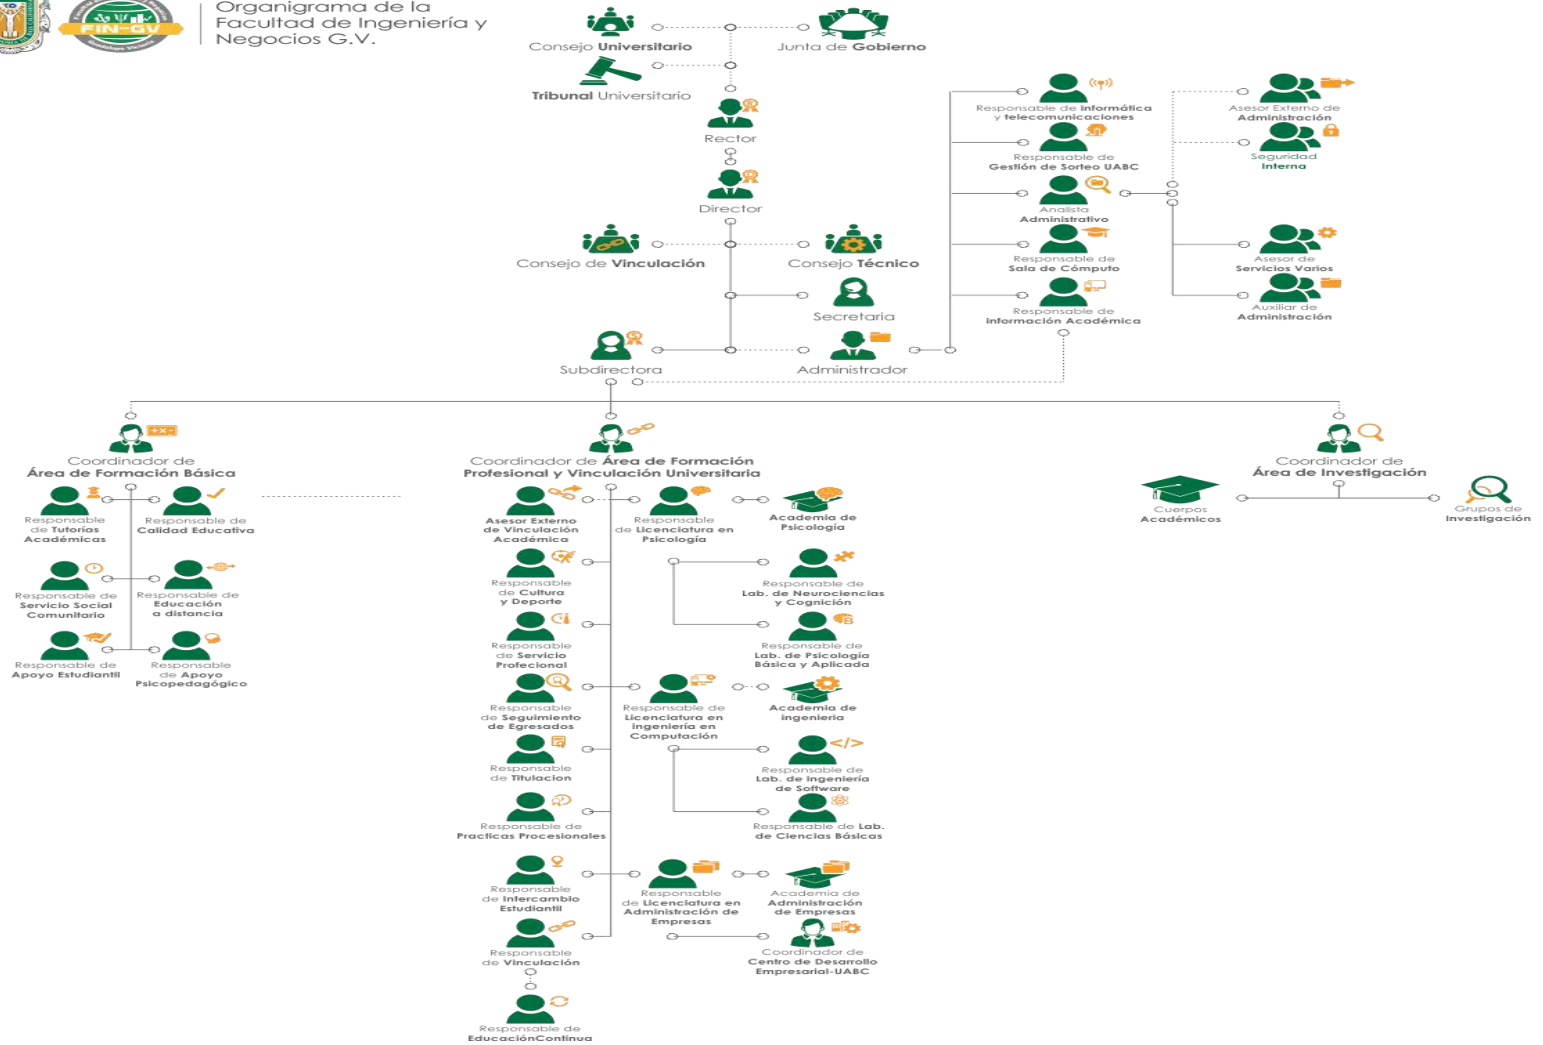 Organigrama de la
Facultad de Ingeniería y
Negocios G.V.
FIN-GV
Guadalupe Victoria
Consejo Universitario
Junta de Gobierno
Tribunal Universitario
Rector
Director
Consejo de Vinculación
Consejo Técnico
Secretaria
Subdirectora
Administrador
Responsable de Informática
y telecomunicaciones
Responsable de
Gestión de Sorteo UABC
Analista
Administrativo
Responsable de
Sala de Cómputo
Responsable de
Información Académica
Asesor Externo de
Administración
Seguridad
Interna
Asesor de
Servicios Varios
Auxiliar de
Administración
Coordinador de
Área de Formación Básica
Responsable
de Tutorías
Académicas
Responsable de
Calidad Educativa
Responsable de
Servicio Social
Comunitario
Responsable de
Educación
a distancia
Responsable de
Apoyo Estudiantil
Responsable
de Apoyo
Psicopedagógico
Coordinador de Área de Formación
Profesional y Vinculación Universitaria
Asesor Externo
de Vinculación
Académica
Responsable
de Licenciatura en
Psicología
Academia de
Psicología
Responsable
de Cultura
y Deporte
Responsable de
Lab. de Neurociencias
y Cognición
Responsable
de Servicio
Profecional
Responsable de
Lab. de Psicología
Básica y Aplicada
Responsable
de Seguimiento
de Egresados
Responsable de
Licenciatura en
Ingeniería en
Computación
Academia de
Ingenieria
Responsable
de Titulacion
Responsable de
Lab. de Ingeniería
de Software
Responsable de
Practicas Procesionales
Responsable de Lab.
de Ciencias Básicas
Responsable
de Intercambio
Estudiantil
Responsable
de Licenciatura en
Administración de
Empresas
Academia de
Administración
de Empresas
Responsable
de Vinculación
Coordinador de
Centro de Desarrollo
Empresarial-UABC
Responsable de
EducaciónContinua
Coordinador de
Área de Investigación
Cuerpos
Académicos
Grupos de
Investigación